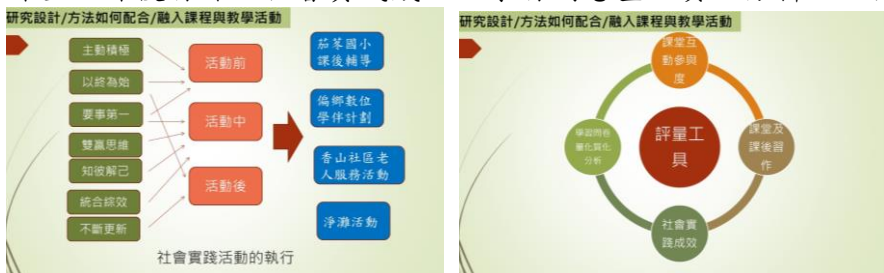 研究設計/方法如何配合/融入課程與教學活動
主動積極
以終為始
要事第一
雙贏思維
知彼解己
統合綜效
不斷更新
活動前
活動中
活動後
茄苳國小
課後輔導
偏鄉數位
學伴計劃
香山社區老
人服務活動
淨灘活動
社會實踐活動的執行
研究設計/方法如何配合/融入課程與教學活動
課堂互
動參與
度
學習問卷
量化質化
分析
評量工
具
課堂及
課後習
作
社會實
踐成效